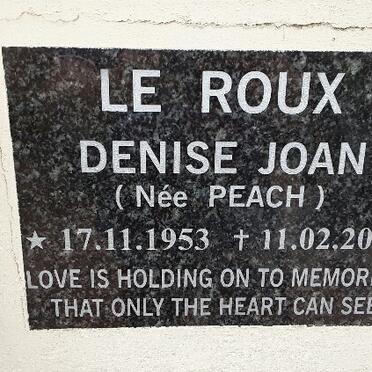 LE ROUX
DENISE JOAN
( Née PEACH )
★ 17.11.1953 ✝ 11.02.20
LOVE IS HOLDING ON TO
THAT ONLY THE HEART CAN SEE